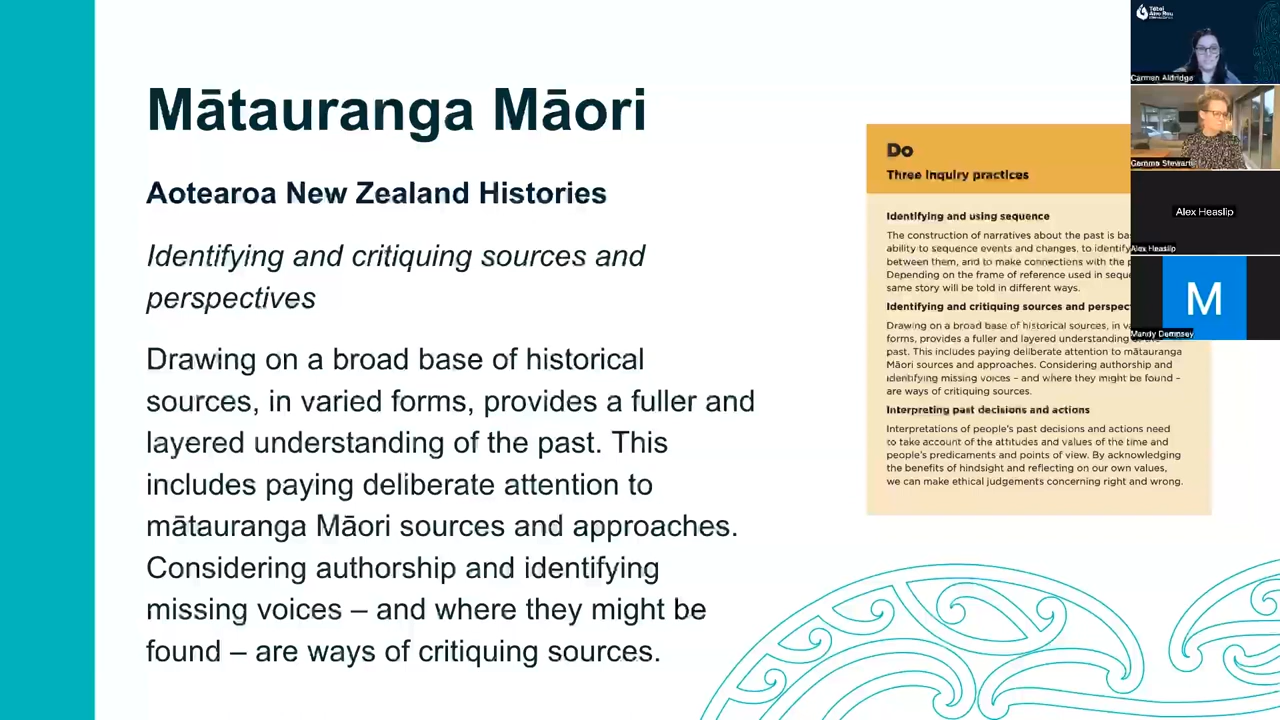 Mātauranga Māori
Aotearoa New Zealand Histories
Identifying and critiquing sources and
perspectives
Drawing on a broad base of historical
sources, in varied forms, provides a fuller and
layered understanding of the past. This
includes paying deliberate attention to
mātauranga Māori sources and approaches.
Considering authorship and identifying
missing voices – and where they might be
found – are ways of critiquing sources.
Do
Three inquiry practices
Identifying and using sequence
The construction of narratives about the past is
ability to sequence events and changes, to identify
between them, and to make connections with the
Depending on the frame of reference used in
same story will be told in different ways.
Identifying and critiquing sources and
Drawing on a broad base of historical sources, in
forms, provides a fuller and layered understanding
past. This includes paying deliberate attention to mātauranga
Māori sources and approaches. Considering authorship and
identifying missing voices – and where they might be found –
are ways of critiquing sources.
Interpreting past decisions and actions
Interpretations of people's past decisions and actions need
to take account of the attitudes and values of the time and
people's predicaments and points of view. By acknowledging
the benefits of hindsight and reflecting on our own values,
we can make ethical judgements concerning right and wrong.
Carmen Aldridge
Gemma Stewart
Alex Heaslip
Alex Heaslip
M
Mandy Dempsey